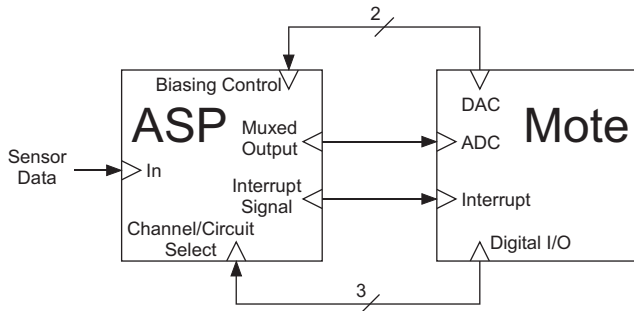 2
Biasing Control
DAC
ASP
Mote
Muxed
Output
ADC
Sensor
Data
In
Interrupt
Signal
Interrupt
Channel/Circuit
Select
Digital I/O
3